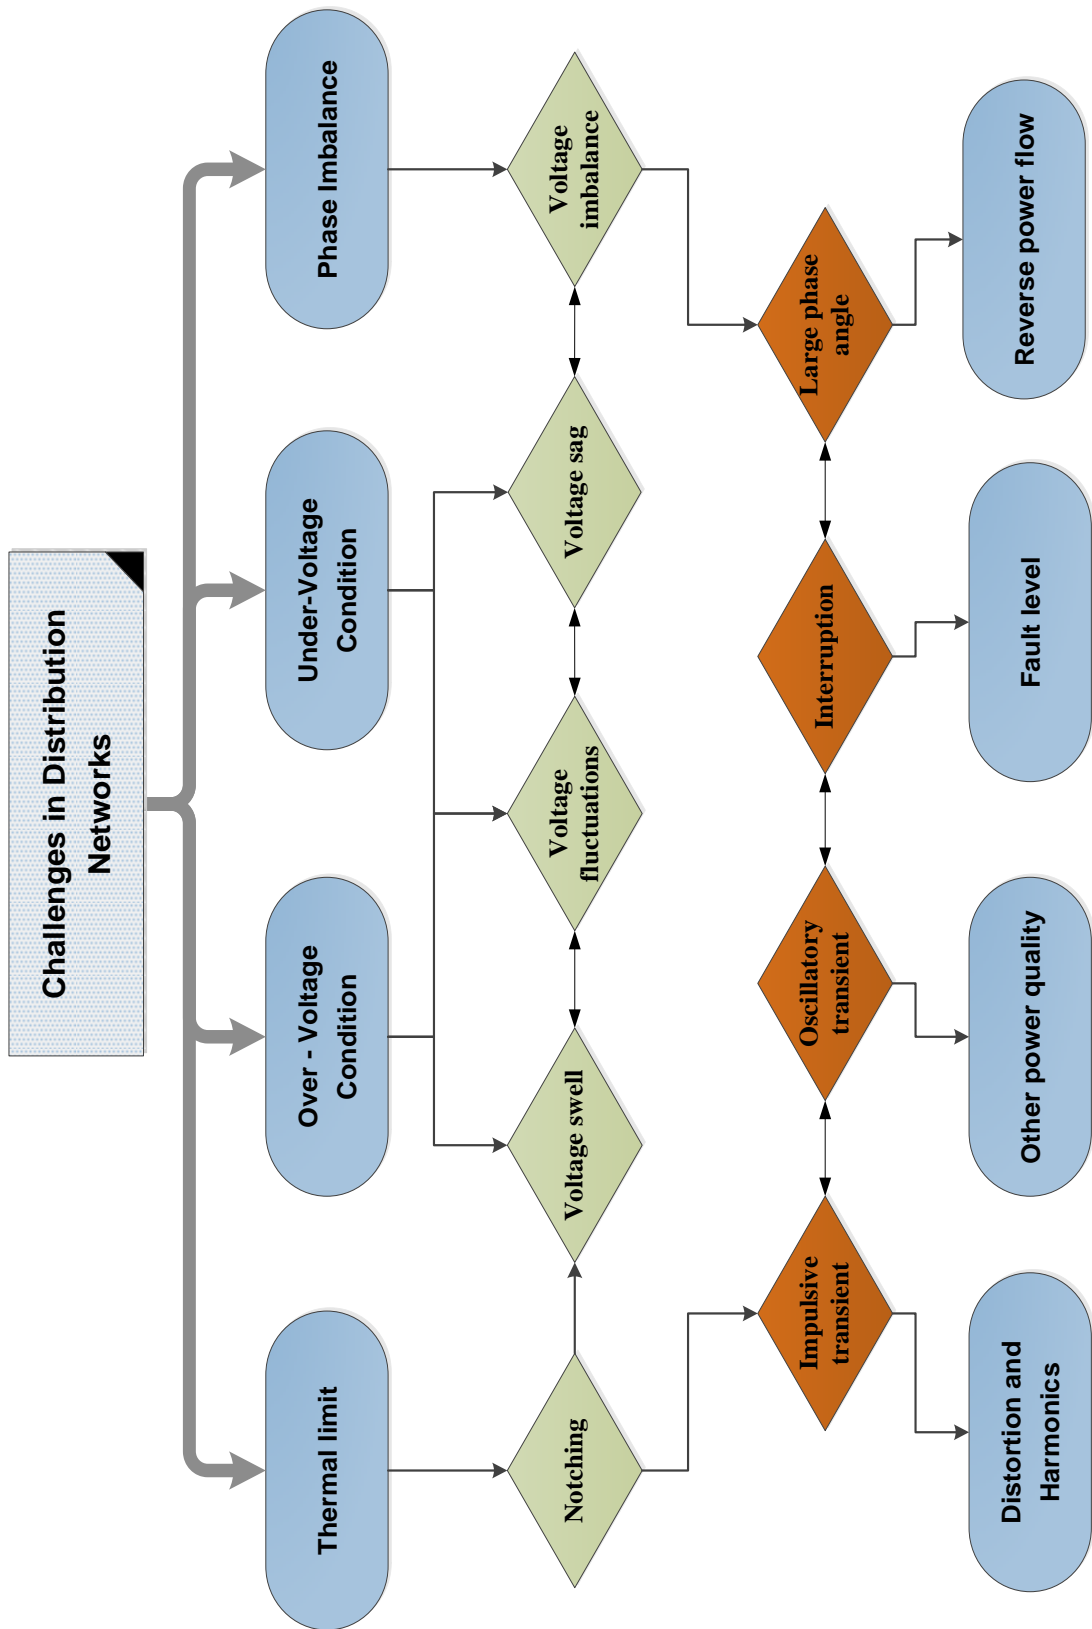 Challenges in Distribution
Networks
Thermal limit
Over - Voltage
Condition
Under-Voltage
Condition
Phase Imbalance
Notching
Voltage swell
Voltage
fluctuations
Voltage sag
Voltage
imbalance
Impulsive
transient
Oscillatory
transient
Interruption
Large phase
angle
Distortion and
Harmonics
Other power quality
Fault level
Reverse power flow